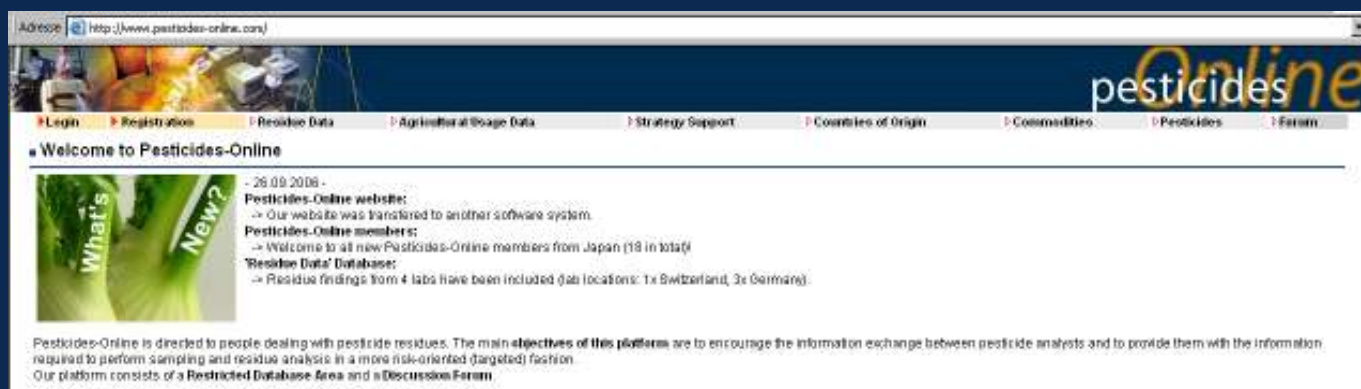 Adresse http://www.pesticides-online.com/
pesticides Online
Login Registration Residue Data Agricultural Usage Data Strategy Support Countries of Origin Commodities Pesticides Forum
Welcome to Pesticides-Online
What's New?
- 26.09.2006 -
Pesticides-Online website:
-> Our website was transfered to another software system.
Pesticides-Online members:
-> Welcome to all new Pesticides-Online members from Japan (18 in total)!
'Residue Data' Database:
-> Residue findings from 4 labs have been included (lab locations: 1x Switzerland, 3x Germany).
Pesticides-Online is directed to people dealing with pesticide residues. The main objectives of this platform are to encourage the information exchange between pesticide analysts and to provide them with the information
required to perform sampling and residue analysis in a more risk-oriented (targeted) fashion.
Our platform consists of a Restricted Database Area and a Discussion Forum.